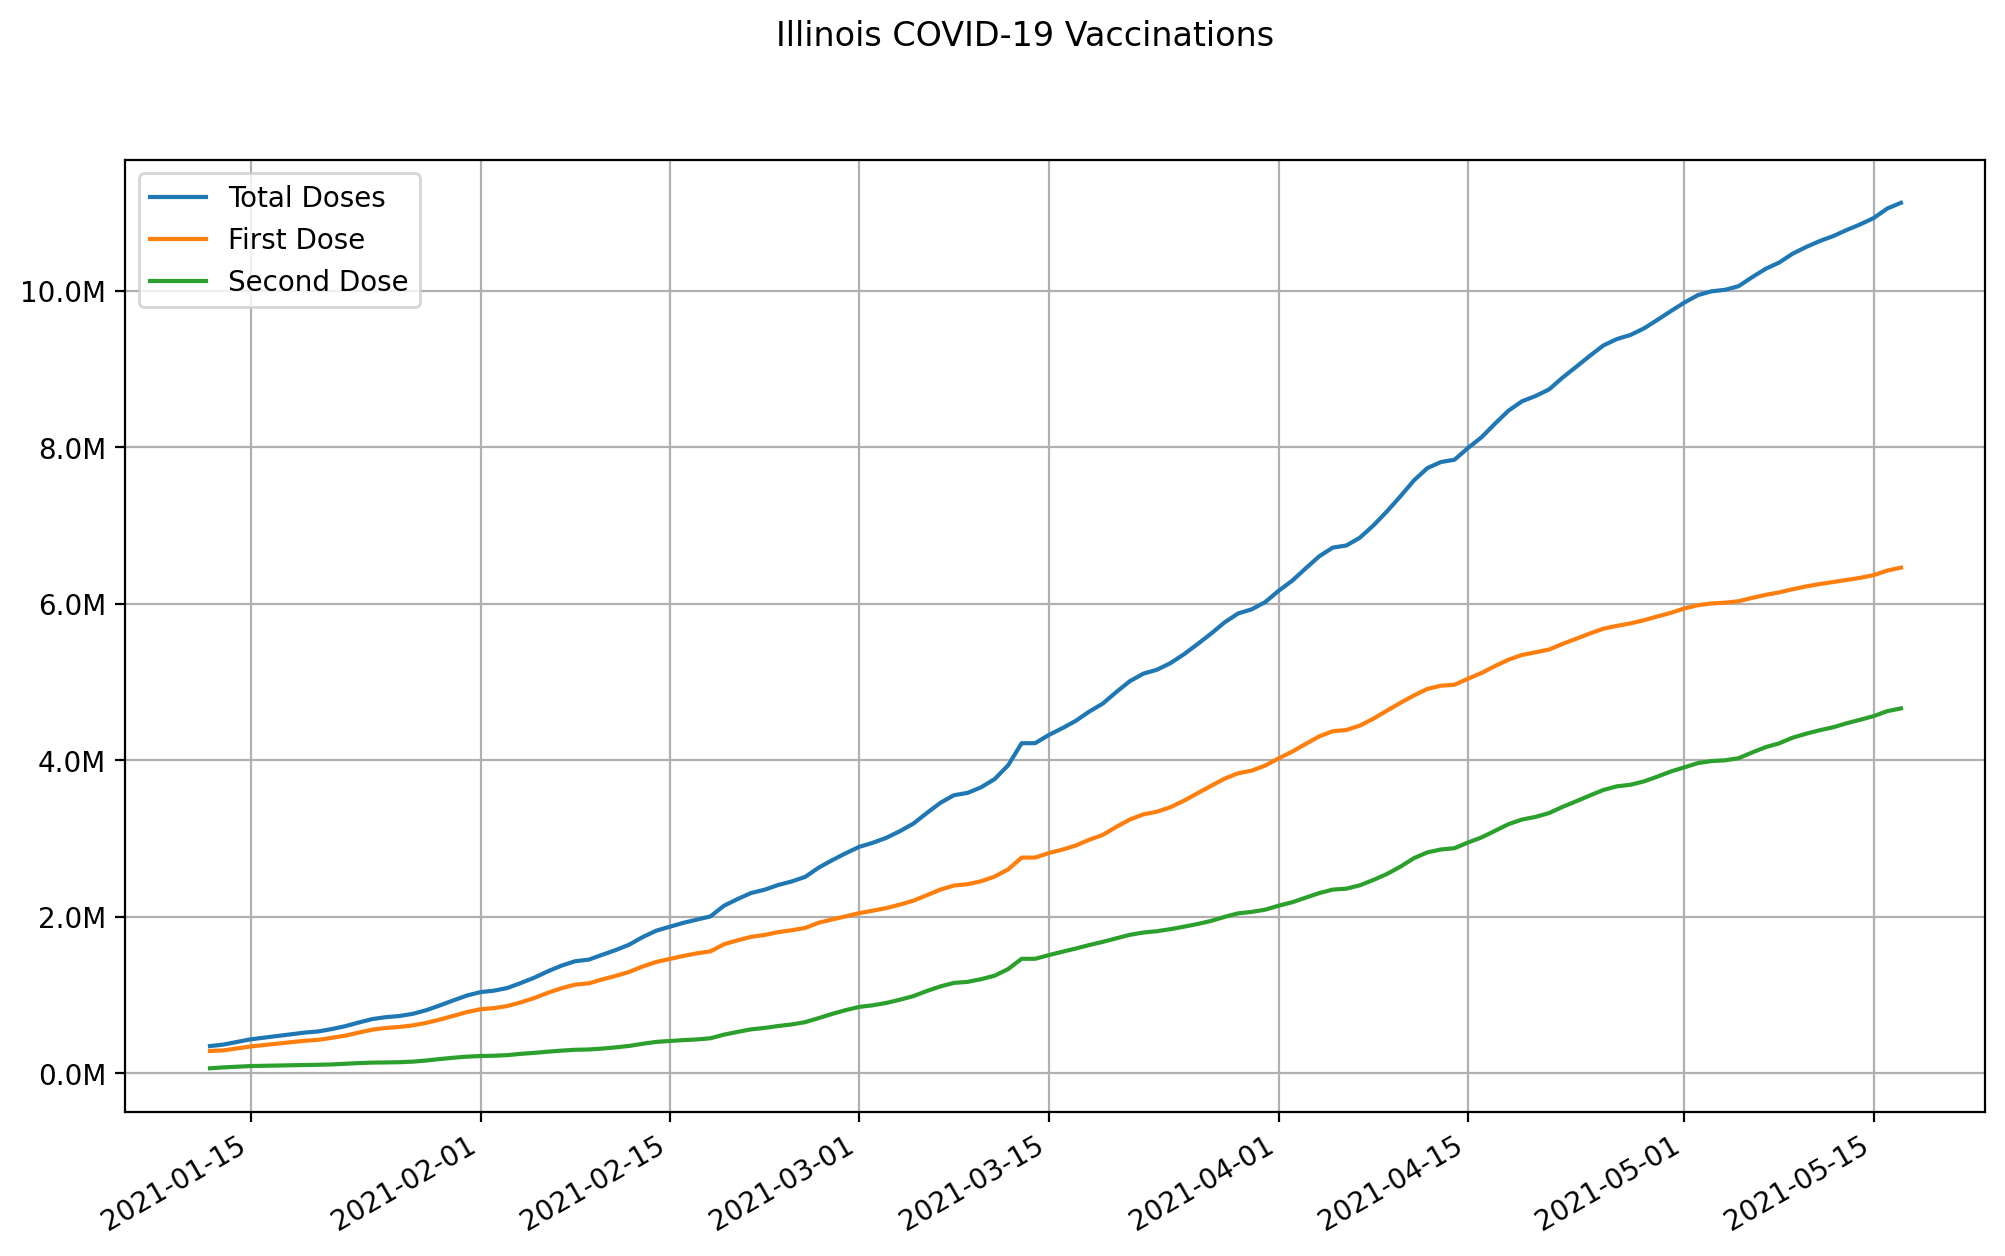 Illinois COVID-19 Vaccinations
Total Doses
First Dose
Second Dose
10.0M
8.0M
6.0M
4.0M
2.0M
0.0M
2021-01-15
2021-02-01
2021-02-15
2021-03-01
2021-03-15
2021-04-01
2021-04-15
2021-05-01
2021-05-15